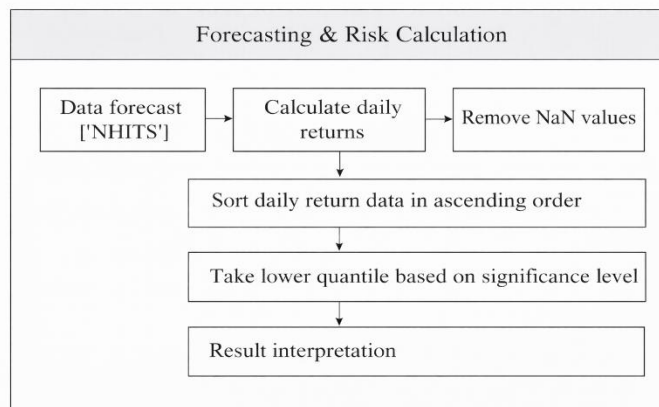 Forecasting & Risk Calculation
Data forecast
['NHITS']
Calculate daily
returns
Remove NaN values
Sort daily return data in ascending order
Take lower quantile based on significance level
Result interpretation